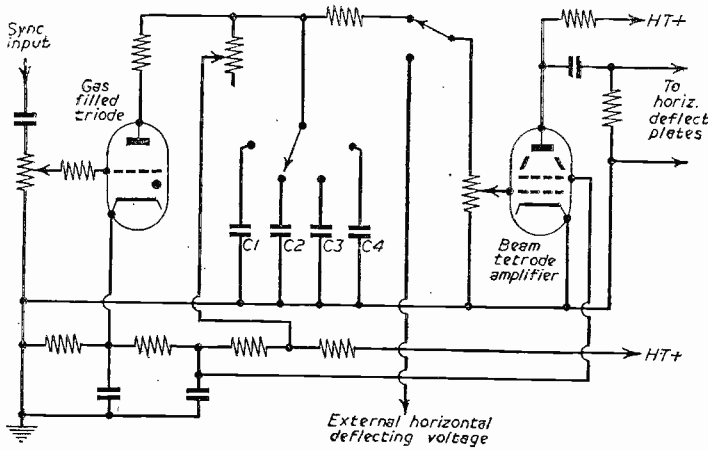 Sync
input
Gas
filled
triode
C1
C2
C3
C4
HT+
To
horiz.
deflect
plates
Beam
tetrode
amplifier
HT+
External horizontal
deflecting voltage